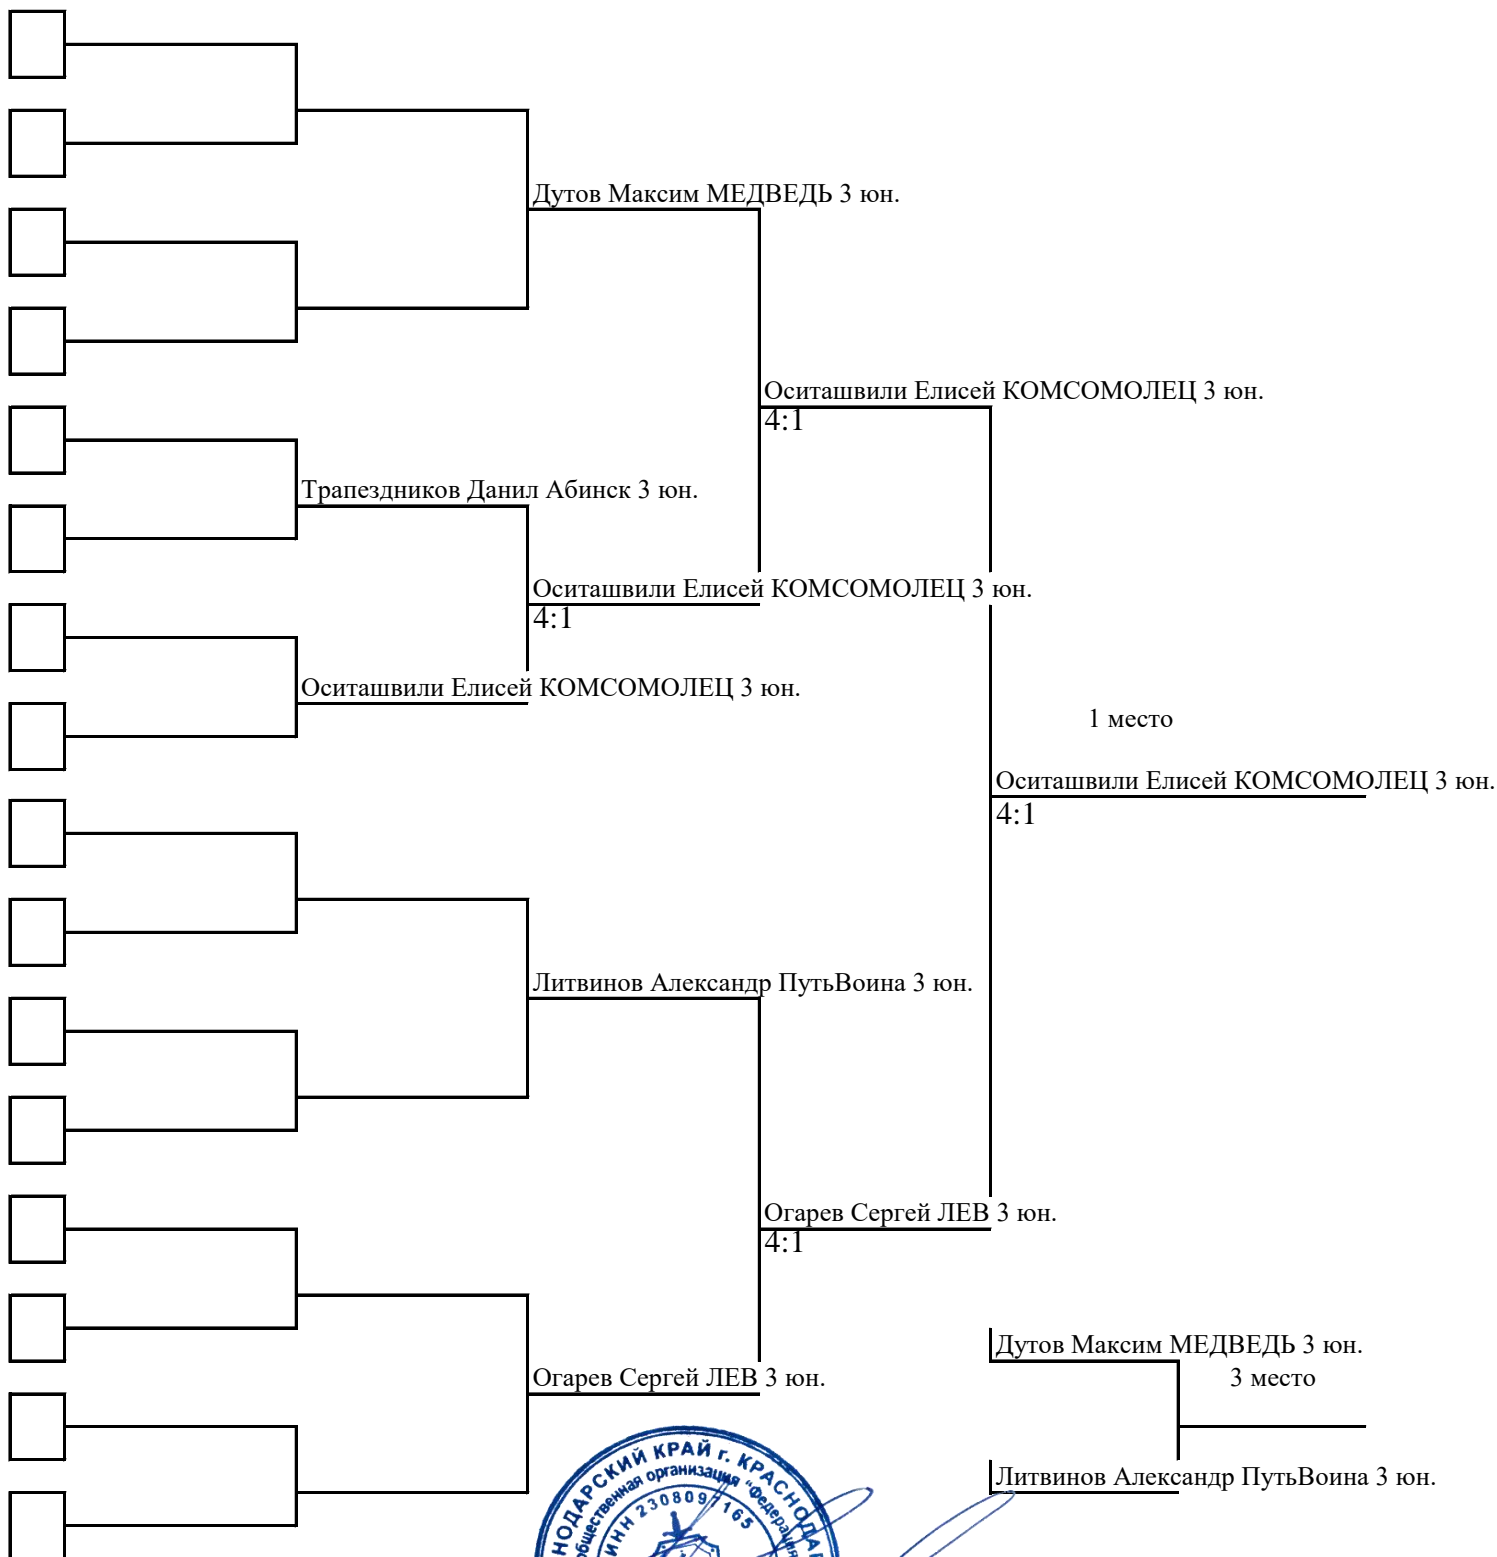 Дутов Максим МЕДВЕДЬ 3 юн.
Оситашвили Елисей КОМСОМОЛЕЦ 3 юн.
4:1
Трапездников Данил Абинск 3 юн.
Оситашвили Елисей КОМСОМОЛЕЦ 3 юн.
4:1
Оситашвили Елисей КОМСОМОЛЕЦ 3 юн.
1 место
Оситашвили Елисей КОМСОМОЛЕЦ 3 юн.
4:1
Литвинов Александр ПутьВоина 3 юн.
Огарев Сергей ЛЕВ 3 юн.
4:1
Дутов Максим МЕДВЕДЬ 3 юн.
3 место
Огарев Сергей ЛЕВ 3 юн.
Литвинов Александр ПутьВоина 3 юн.
КРАЙ г.
общественная организация "Федерация
ИНН 2308097165